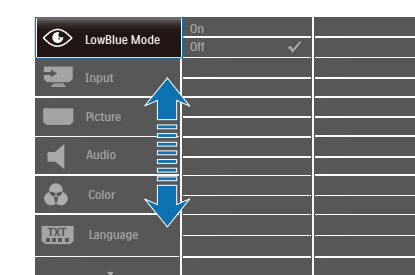 LowBlue Mode
On
Off
Input
Picture
Audio
Color
TXT
Language